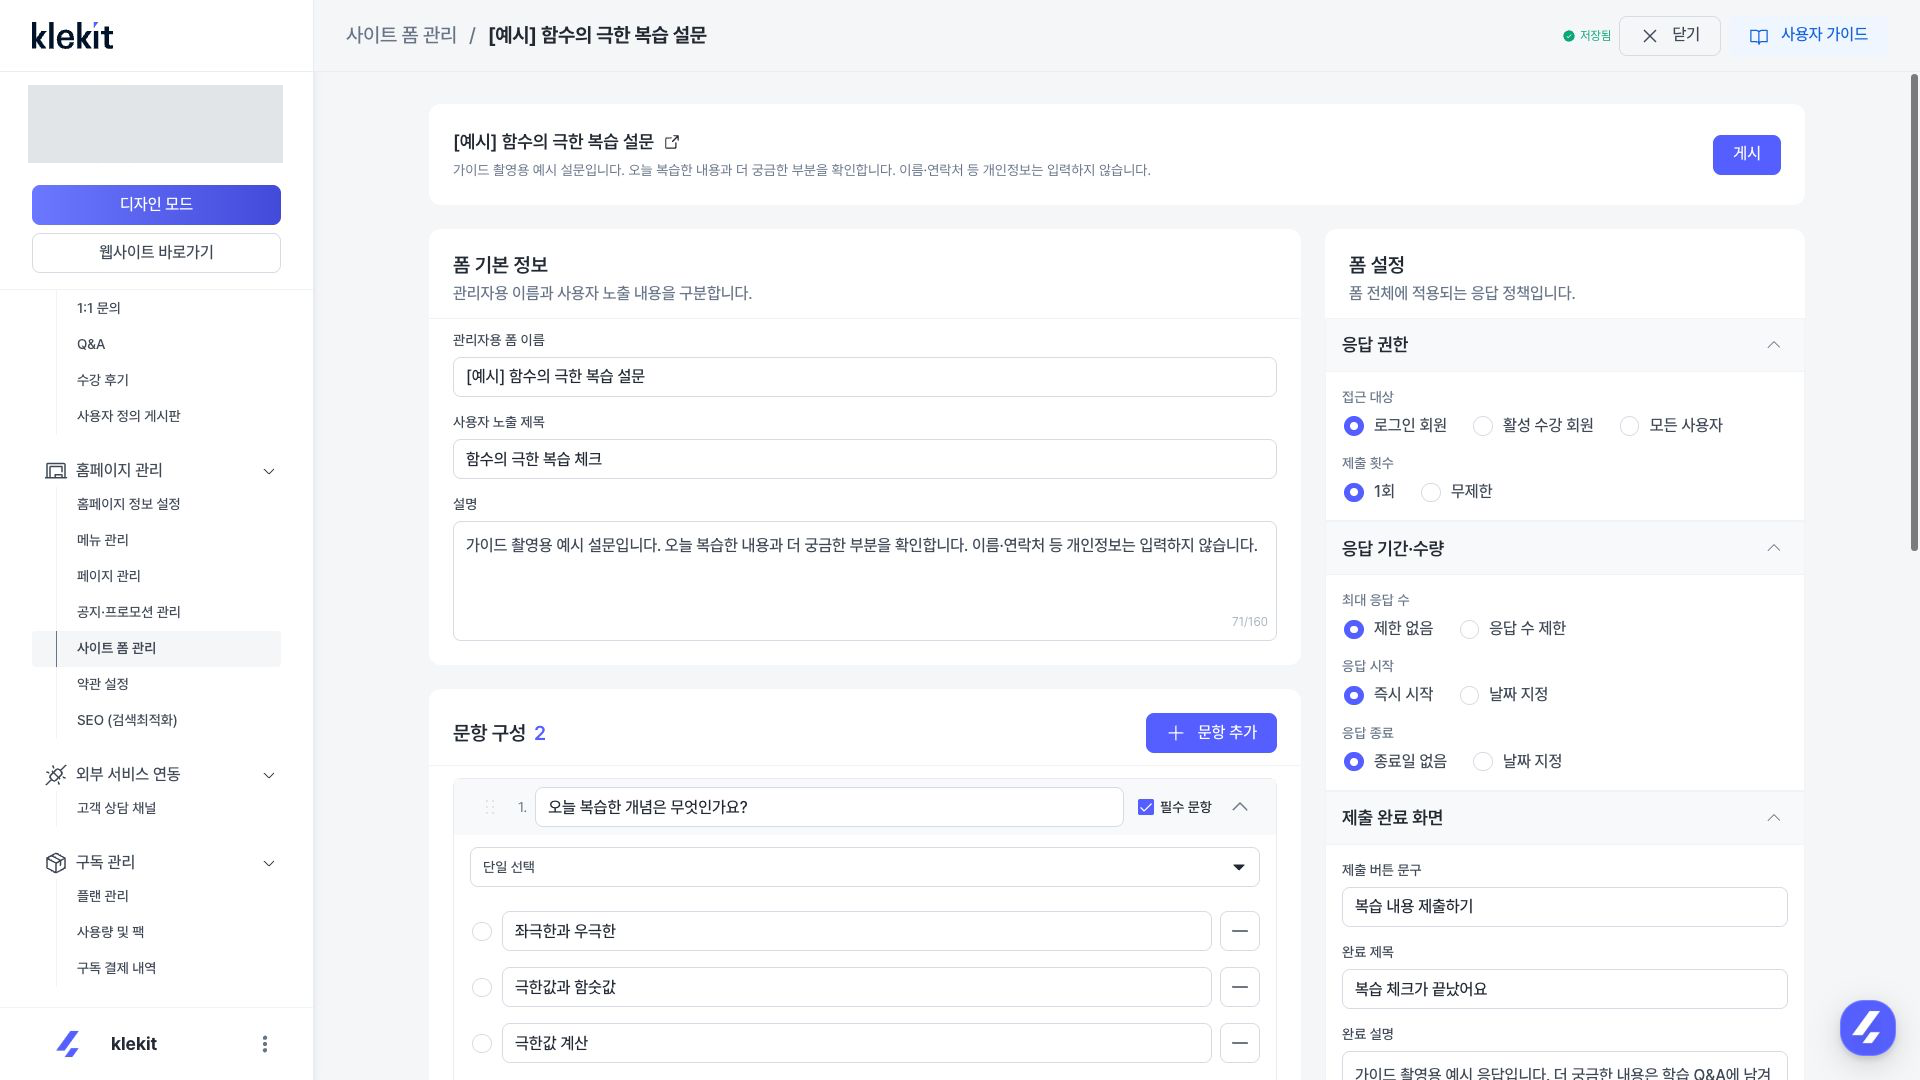 klekit
사이트 폼 관리 / [예시] 함수의 극한 복습 설문
저장됨
닫기
사용자 가이드
디자인 모드
웹사이트 바로가기
1:1 문의
Q&A
수강 후기
사용자 정의 게시판
홈페이지 관리
홈페이지 정보 설정
메뉴 관리
페이지 관리
공지·프로모션 관리
사이트 폼 관리
약관 설정
SEO (검색최적화)
외부 서비스 연동
고객 상담 채널
구독 관리
플랜 관리
사용량 및 팩
구독 결제 내역
klekit
[예시] 함수의 극한 복습 설문
가이드 촬영용 예시 설문입니다. 오늘 복습한 내용과 더 궁금한 부분을 확인합니다. 이름·연락처 등 개인정보는 입력하지 않습니다.
게시
폼 기본 정보
관리자용 이름과 사용자 노출 내용을 구분합니다.
관리자용 폼 이름
[예시] 함수의 극한 복습 설문
사용자 노출 제목
함수의 극한 복습 체크
설명
가이드 촬영용 예시 설문입니다. 오늘 복습한 내용과 더 궁금한 부분을 확인합니다. 이름·연락처 등 개인정보는 입력하지 않습니다.
71/160
문항 구성 2
문항 추가
1. 오늘 복습한 개념은 무엇인가요?
필수 문항
단일 선택
좌극한과 우극한
극한값과 함숫값
극한값 계산
폼 설정
폼 전체에 적용되는 응답 정책입니다.
응답 권한
접근 대상
로그인 회원 활성 수강 회원 모든 사용자
제출 횟수
1회 무제한
응답 기간·수량
최대 응답 수
제한 없음 응답 수 제한
응답 시작
즉시 시작 날짜 지정
응답 종료
종료일 없음 날짜 지정
제출 완료 화면
제출 버튼 문구
복습 내용 제출하기
완료 제목
복습 체크가 끝났어요
완료 설명
가이드 촬영용 예시 응답입니다. 더 궁금한 내용은 학습 Q&A에 남겨